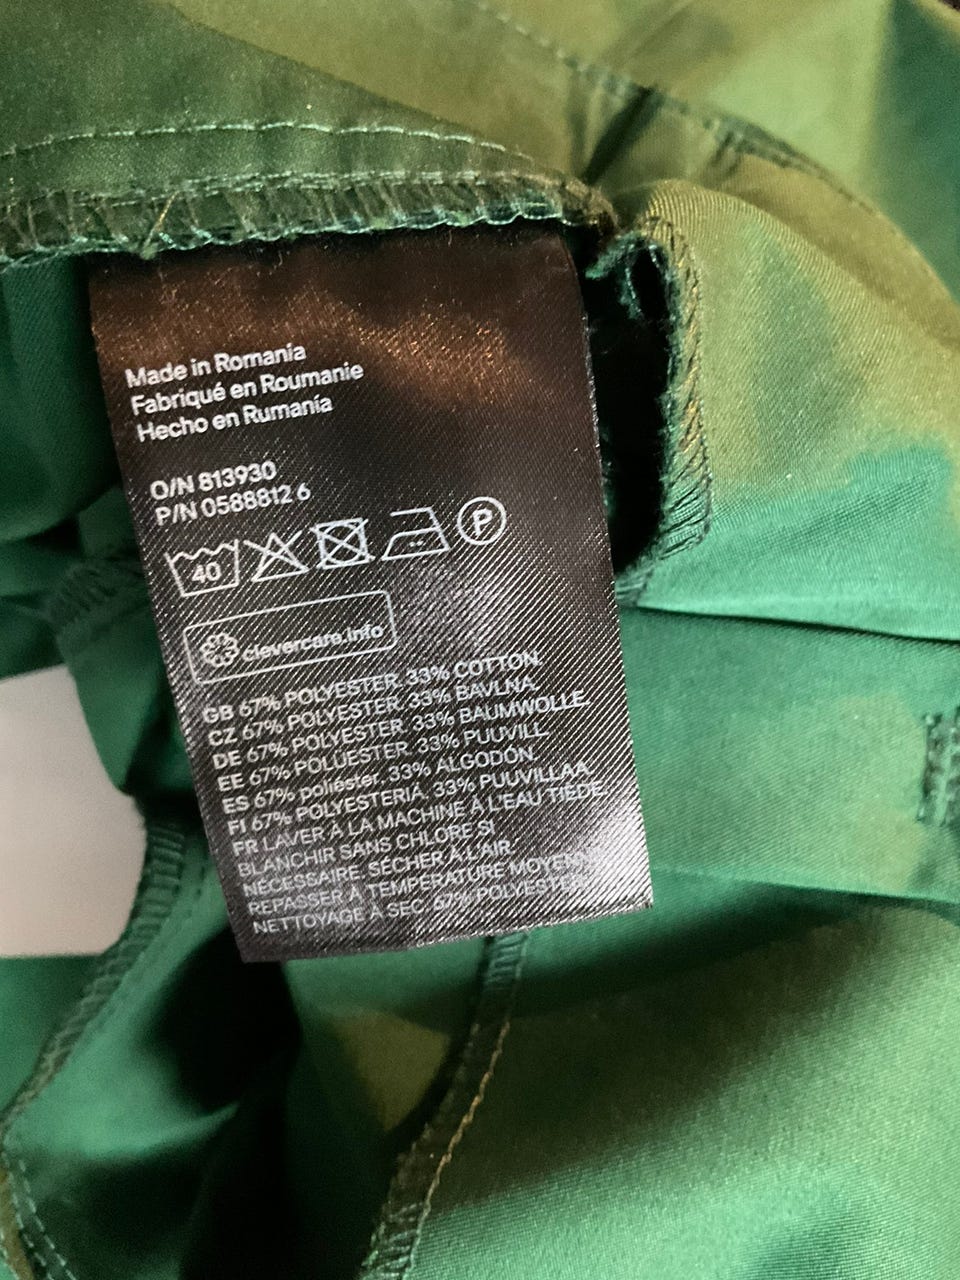 Made in Romania
Fabriqué en Roumanie
Hecho en Rumanía
O/N 813930
P/N 0588812 6
40 P
clevercare.info
GB 67% POLYESTER, 33% COTTON,
CZ 67% POLYESTER, 33% BAVLNA,
DE 67% POLYESTER, 33% BAUMWOLLE,
EE 67% POLÜESTER, 33% PUUVILL,
ES 67% poliéster, 33% ALGODÓN,
FI 67% POLYESTERIÄ, 33% PUUVILLAA,
FR LAVER À LA MACHINE À L'EAU TIÈDE,
BLANCHIR SANS CHLORE SI
NÉCESSAIRE, SÉCHER À L'AIR,
REPASSER À TEMPÉRATURE MOYENNE,
NETTOYAGE À SEC, 67% POLYESTER,